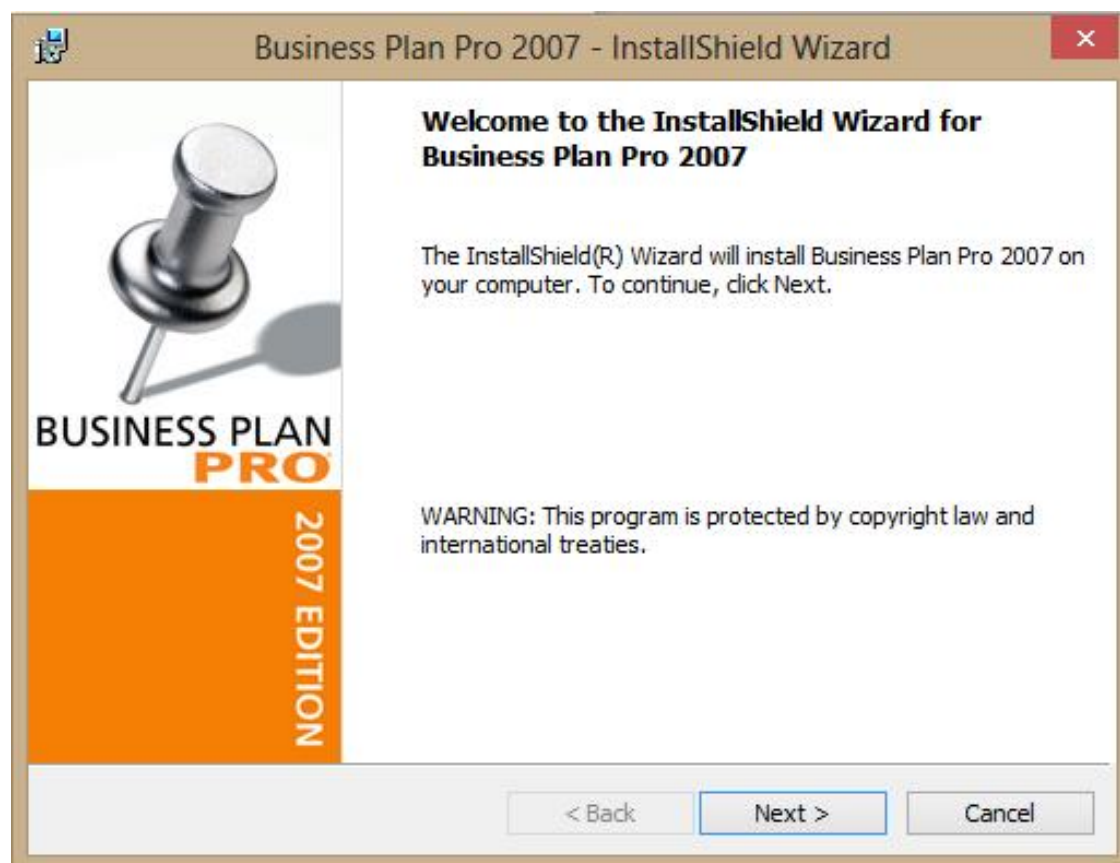 Business Plan Pro 2007 - InstallShield Wizard
Welcome to the InstallShield Wizard for
Business Plan Pro 2007
The InstallShield(R) Wizard will install Business Plan Pro 2007 on
your computer. To continue, click Next.
BUSINESS PLAN
PRO
2007 EDITION
WARNING: This program is protected by copyright law and
international treaties.
< Back
Next >
Cancel